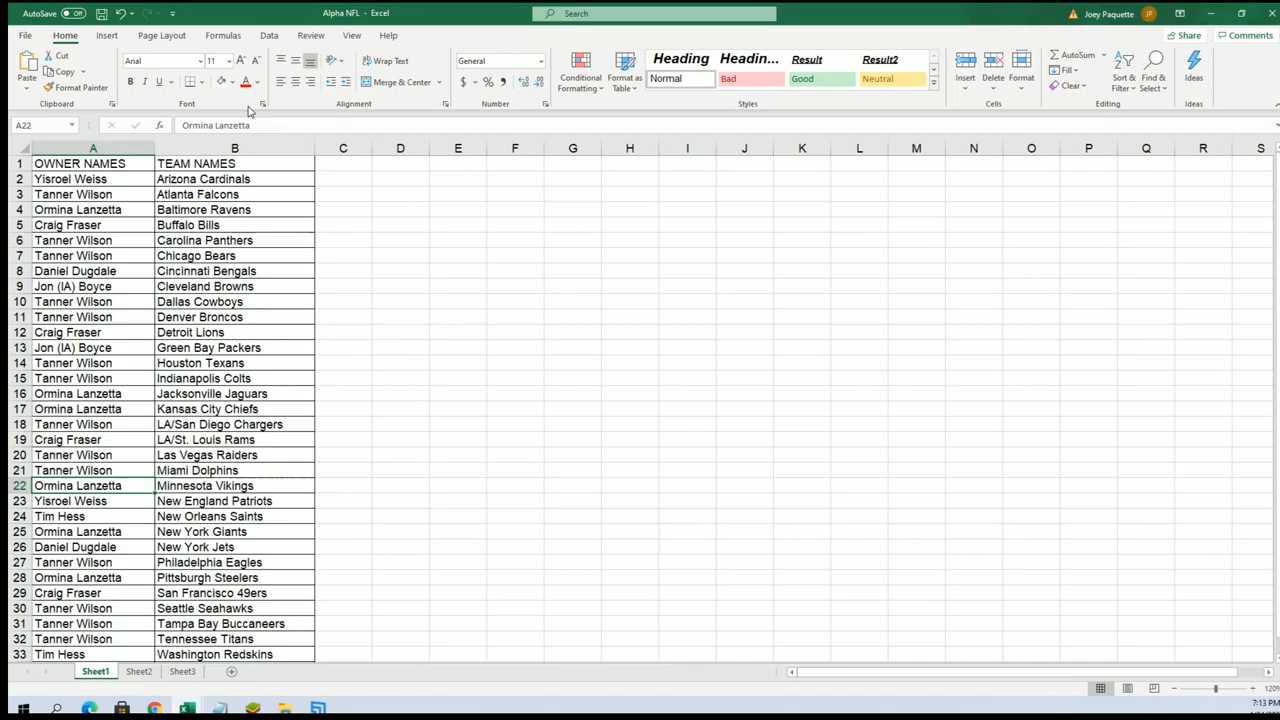 AutoSave Off Alpha NFL - Excel Search Joey Paquette JP
File Home Insert Page Layout Formulas Data Review View Help Share Comments
Paste Cut Copy Format Painter Clipboard
Arial 11 B I U A Font
Wrap Text Merge & Center Alignment
General $ % Number
Conditional Formatting Format as Table
Heading Headin... Result Result2
Normal Bad Good Neutral Styles
Insert Delete Format Cells
AutoSum Fill Clear Sort & Filter Find & Select Editing
Ideas Ideas
A22 fx Ormina Lanzetta
A B C D E F G H I J K L M N O P Q R S
1 OWNER NAMES TEAM NAMES
2 Yisroel Weiss Arizona Cardinals
3 Tanner Wilson Atlanta Falcons
4 Ormina Lanzetta Baltimore Ravens
5 Craig Fraser Buffalo Bills
6 Tanner Wilson Carolina Panthers
7 Tanner Wilson Chicago Bears
8 Daniel Dugdale Cincinnati Bengals
9 Jon (IA) Boyce Cleveland Browns
10 Tanner Wilson Dallas Cowboys
11 Tanner Wilson Denver Broncos
12 Craig Fraser Detroit Lions
13 Jon (IA) Boyce Green Bay Packers
14 Tanner Wilson Houston Texans
15 Tanner Wilson Indianapolis Colts
16 Ormina Lanzetta Jacksonville Jaguars
17 Ormina Lanzetta Kansas City Chiefs
18 Tanner Wilson LA/San Diego Chargers
19 Craig Fraser LA/St. Louis Rams
20 Tanner Wilson Las Vegas Raiders
21 Tanner Wilson Miami Dolphins
22 Ormina Lanzetta Minnesota Vikings
23 Yisroel Weiss New England Patriots
24 Tim Hess New Orleans Saints
25 Ormina Lanzetta New York Giants
26 Daniel Dugdale New York Jets
27 Tanner Wilson Philadelphia Eagles
28 Ormina Lanzetta Pittsburgh Steelers
29 Craig Fraser San Francisco 49ers
30 Tanner Wilson Seattle Seahawks
31 Tanner Wilson Tampa Bay Buccaneers
32 Tanner Wilson Tennessee Titans
33 Tim Hess Washington Redskins
Sheet1 Sheet2 Sheet3
120%
7:13 PM